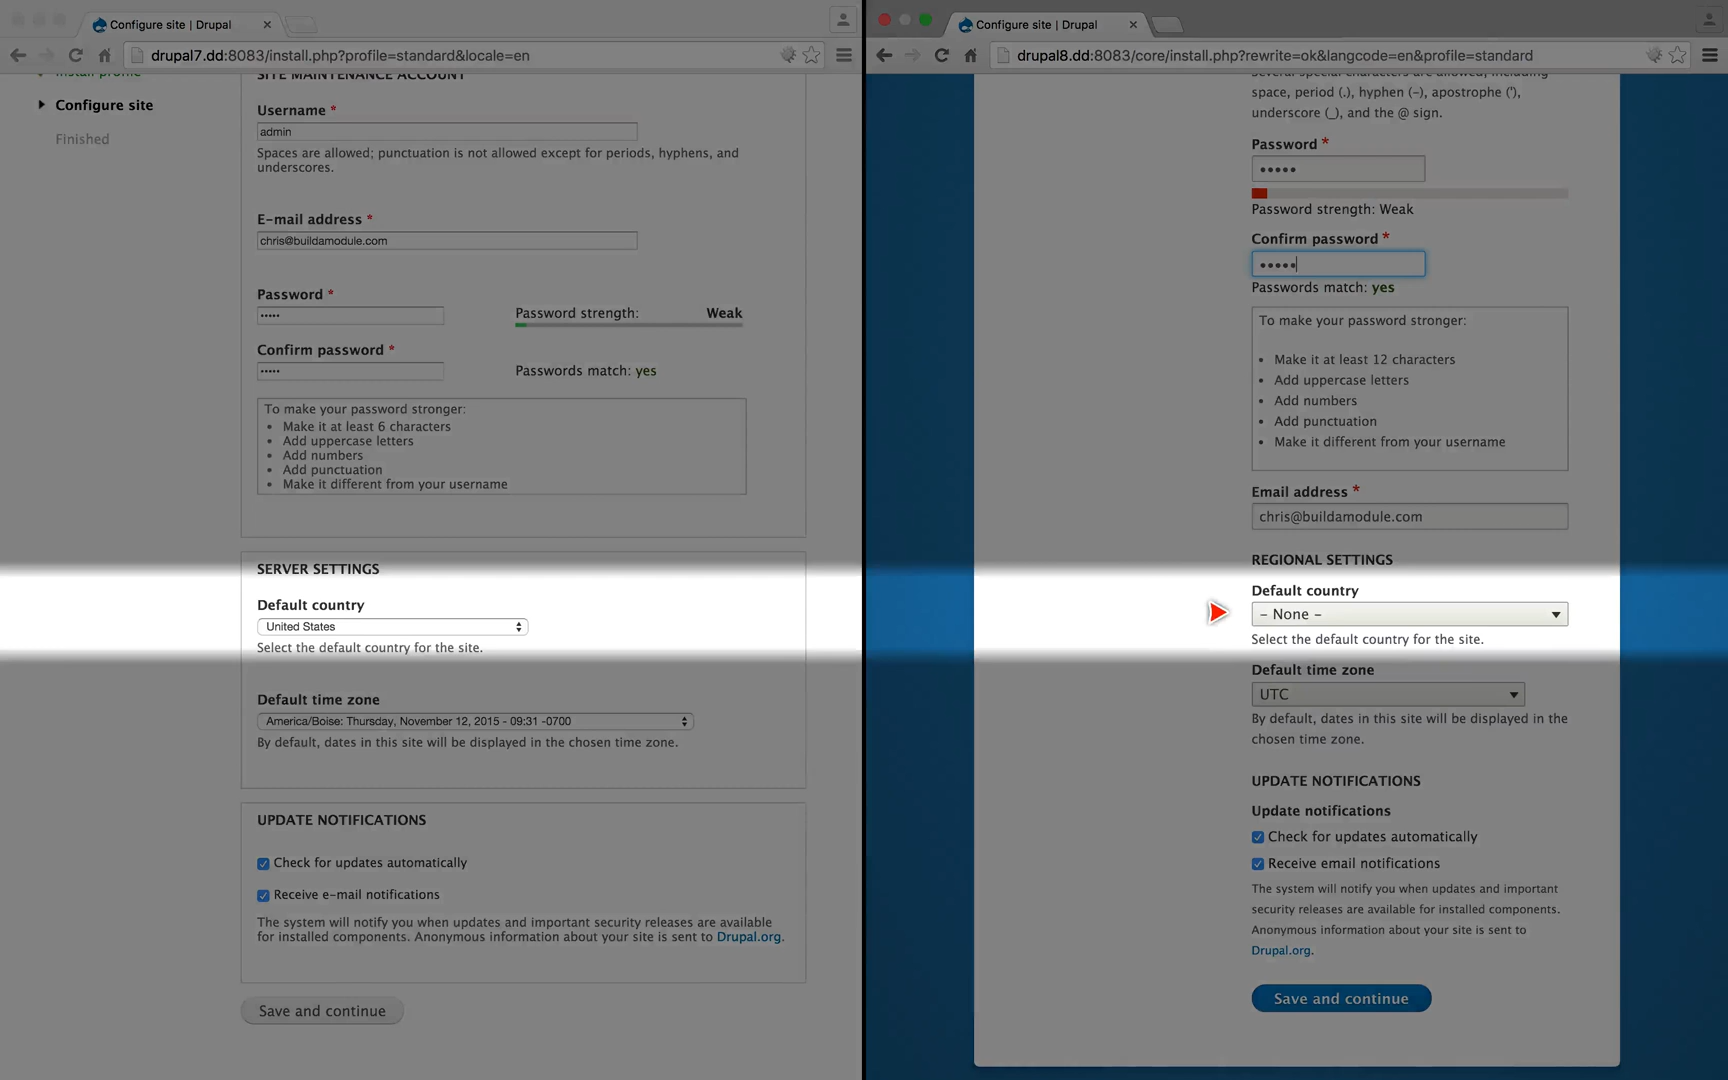 Configure site | Drupal
drupal7.dd:8083/install.php?profile=standard&locale=en
Install profile
Configure site
Finished
SITE MAINTENANCE ACCOUNT
Username *
admin
Spaces are allowed; punctuation is not allowed except for periods, hyphens, and
underscores.
E-mail address *
chris@buildamodule.com
Password *
•••••
Password strength: Weak
Confirm password *
•••••
Passwords match: yes
To make your password stronger:
• Make it at least 6 characters
• Add uppercase letters
• Add numbers
• Add punctuation
• Make it different from your username
SERVER SETTINGS
Default country
United States
Select the default country for the site.
Default time zone
America/Boise: Thursday, November 12, 2015 - 09:31 -0700
By default, dates in this site will be displayed in the chosen time zone.
UPDATE NOTIFICATIONS
Check for updates automatically
Receive e-mail notifications
The system will notify you when updates and important security releases are available
for installed components. Anonymous information about your site is sent to Drupal.org.
Save and continue
Configure site | Drupal
drupal8.dd:8083/core/install.php?rewrite=ok&langcode=en&profile=standard
Several special characters are allowed, including
space, period (.), hyphen (-), apostrophe ('),
underscore (_), and the @ sign.
Password *
•••••
Password strength: Weak
Confirm password *
•••••
Passwords match: yes
To make your password stronger:
• Make it at least 12 characters
• Add uppercase letters
• Add numbers
• Add punctuation
• Make it different from your username
Email address *
chris@buildamodule.com
REGIONAL SETTINGS
Default country
- None -
Select the default country for the site.
Default time zone
UTC
By default, dates in this site will be displayed in the
chosen time zone.
UPDATE NOTIFICATIONS
Update notifications
Check for updates automatically
Receive email notifications
The system will notify you when updates and important
security releases are available for installed components.
Anonymous information about your site is sent to
Drupal.org.
Save and continue